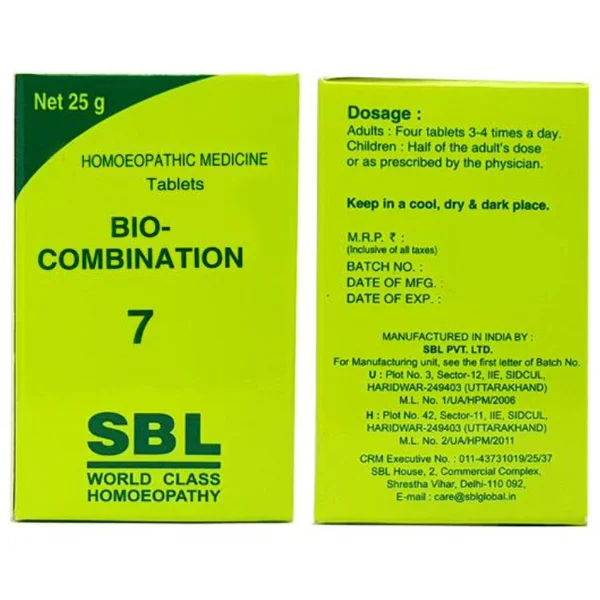 Net 25 g
HOMOEOPATHIC MEDICINE
Tablets
BIO-
COMBINATION
7
SBL
WORLD CLASS
HOMOEOPATHY
Dosage :
Adults : Four tablets 3-4 times a day.
Children : Half of the adult's dose
or as prescribed by the physician.
Keep in a cool, dry & dark place.
M.R.P. ₹ :
(Inclusive of all taxes)
BATCH NO. :
DATE OF MFG. :
DATE OF EXP. :
MANUFACTURED IN INDIA BY :
SBL PVT. LTD.
For Manufacturing unit, see the first letter of Batch No.
U : Plot No. 3, Sector-12, IIE, SIDCUL,
HARIDWAR-249403 (UTTARAKHAND)
M.L. No. 1/UA/HPM/2006
H : Plot No. 42, Sector-11, IIE, SIDCUL,
HARIDWAR-249403 (UTTARAKHAND)
M.L. No. 2/UA/HPM/2011
CRM Executive No. : 011-43731019/25/37
SBL House, 2, Commercial Complex,
Shrestha Vihar, Delhi-110 092,
E-mail : care@sblglobal.in